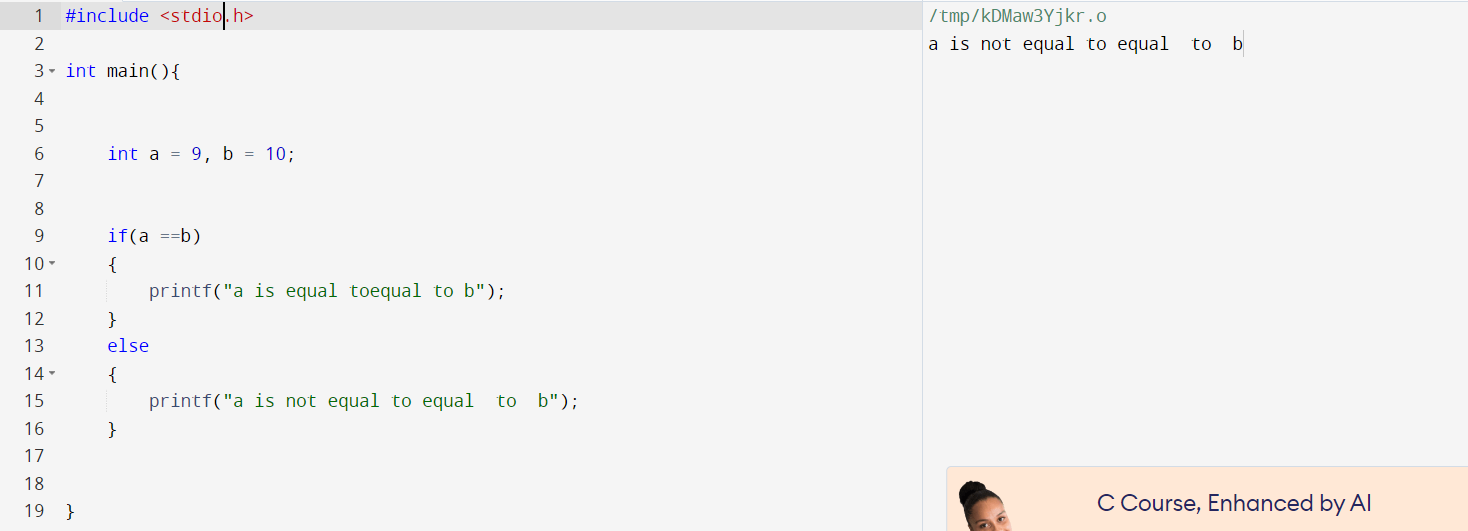 1 #include <stdio.h>
2
3 int main(){
4
5
6 int a = 9, b = 10;
7
8
9 if(a ==b)
10 {
11 printf("a is equal toequal to b");
12 }
13 else
14 {
15 printf("a is not equal to equal  to  b");
16 }
17
18
19 }
/tmp/kDMaw3Yjkr.o
a is not equal to equal  to  b
C Course, Enhanced by AI